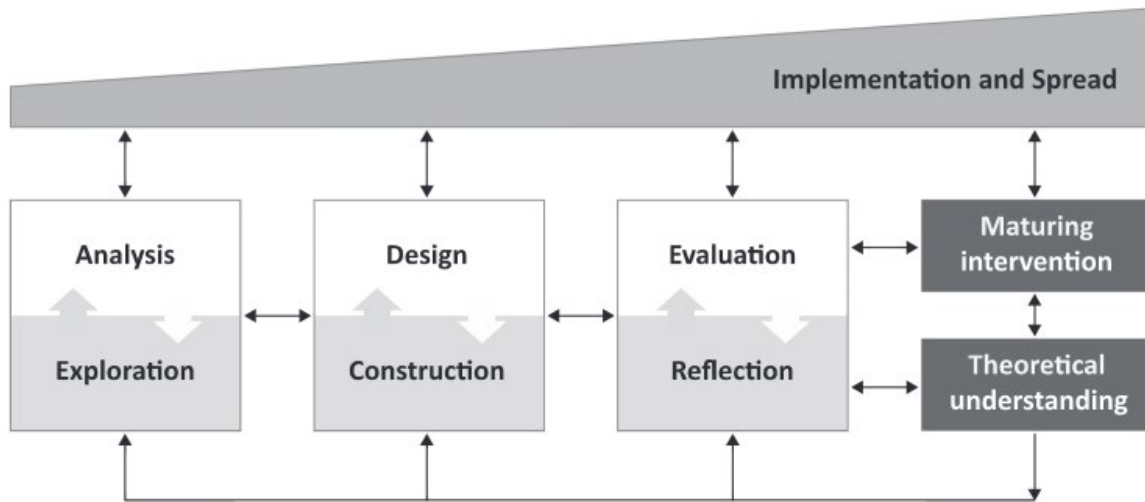 Implementation and Spread
Analysis
Exploration
Design
Construction
Evaluation
Reflection
Maturing
intervention
Theoretical
understanding